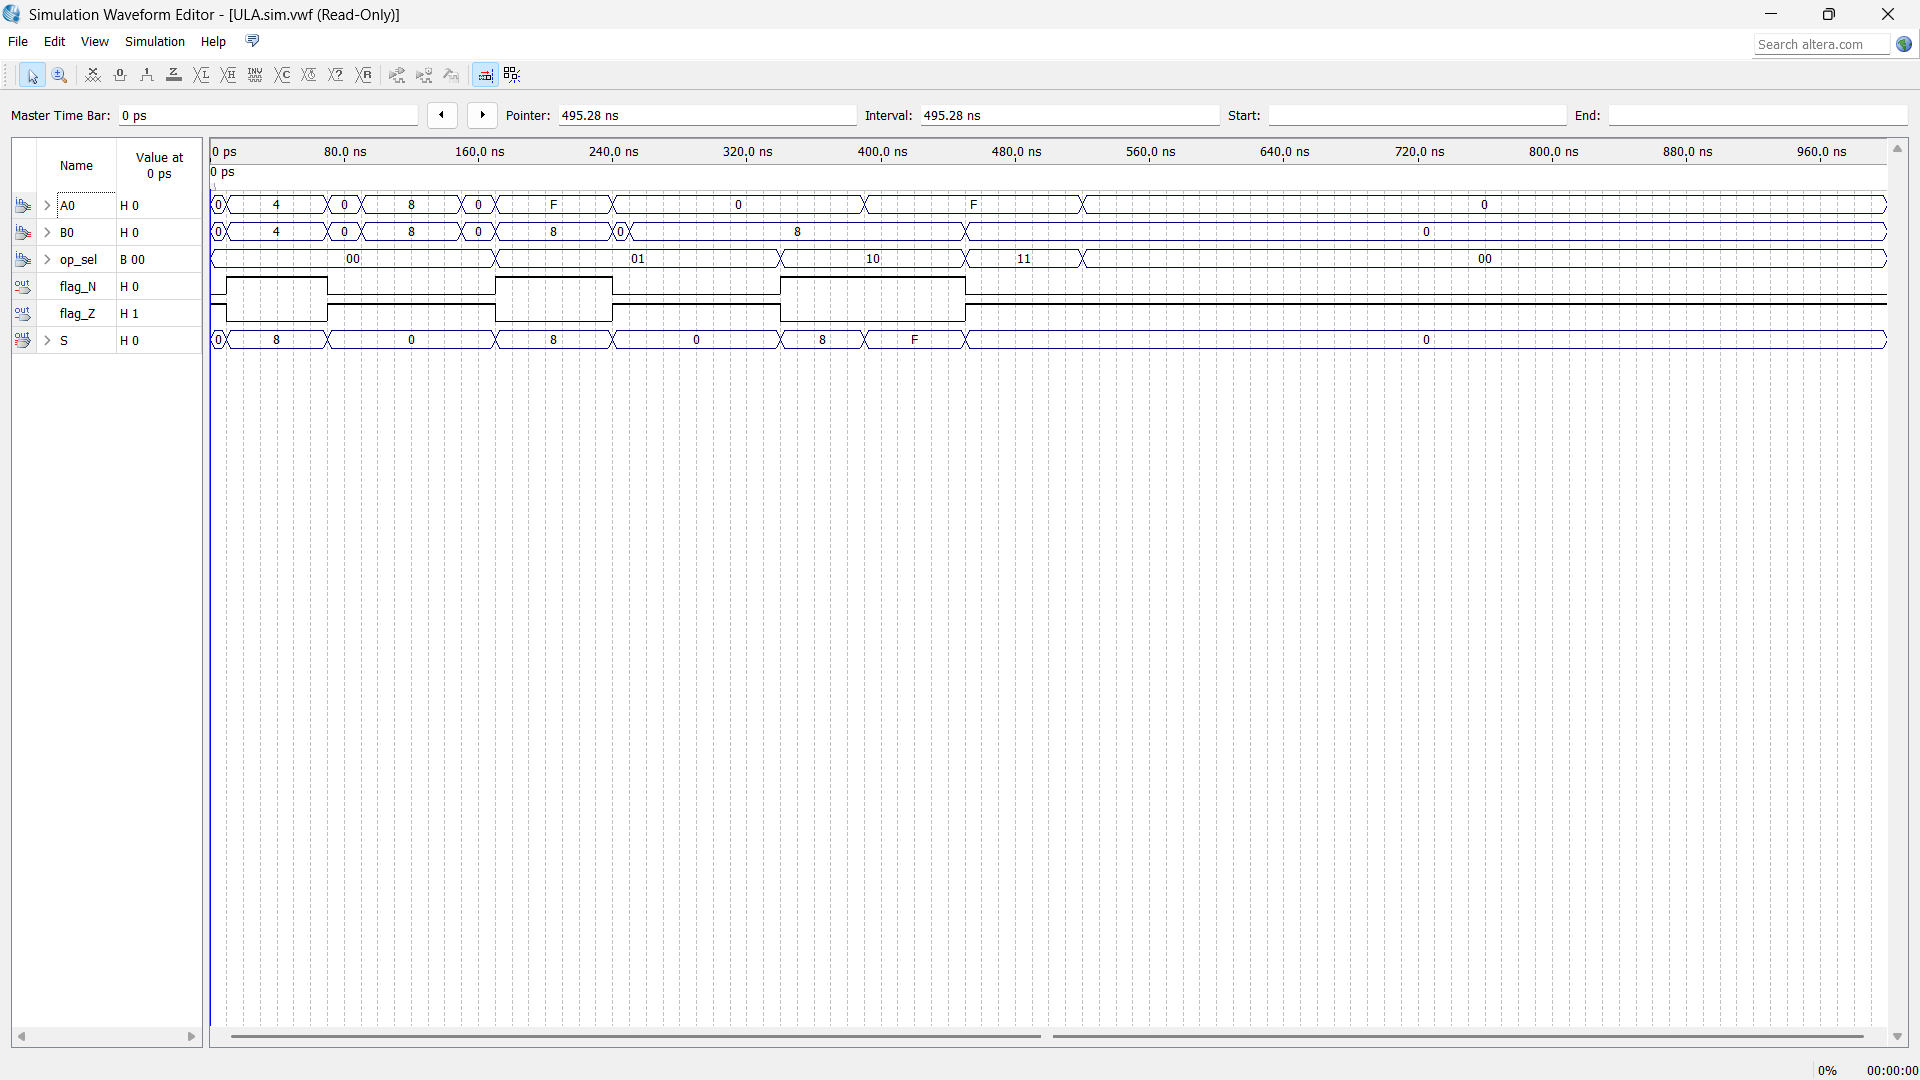 Simulation Waveform Editor - [ULA.sim.vwf (Read-Only)]
File Edit View Simulation Help
Search altera.com
Master Time Bar: 0 ps Pointer: 495.28 ns Interval: 495.28 ns Start: End:
Name Value at 0 ps
0 ps 80.0 ns 160.0 ns 240.0 ns 320.0 ns 400.0 ns 480.0 ns 560.0 ns 640.0 ns 720.0 ns 800.0 ns 880.0 ns 960.0 ns
0 ps
A0 H 0 0 4 0 8 0 F 0 F 0
B0 H 0 0 4 0 8 0 8 0 8 0
op_sel B 00 00 01 10 11 00
flag_N H 0
flag_Z H 1
S H 0 0 8 0 8 0 8 F 0
0% 00:00:00